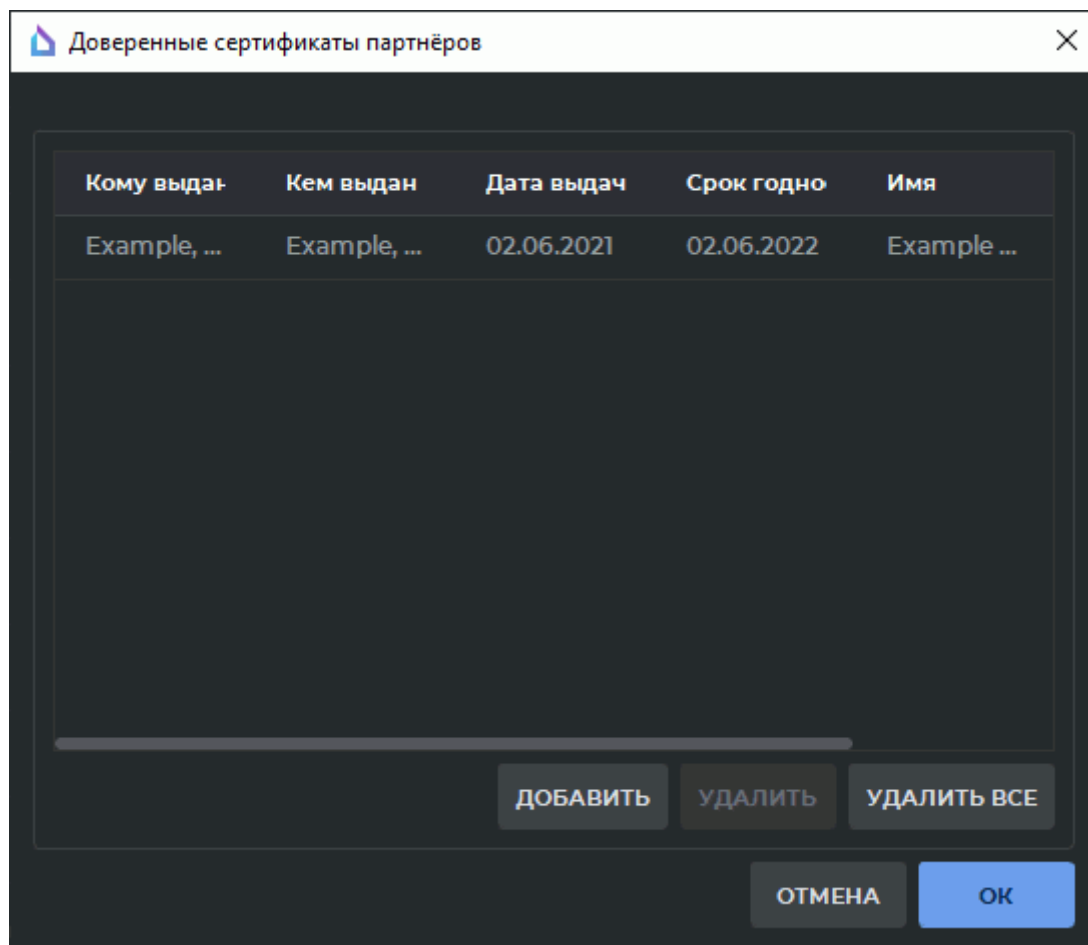 Доверенные сертификаты партнёров
Кому выдан Кем выдан Дата выдач Срок годно Имя
Example, ... Example, ... 02.06.2021 02.06.2022 Example ...
ДОБАВИТЬ УДАЛИТЬ УДАЛИТЬ ВСЕ
ОТМЕНА ОК